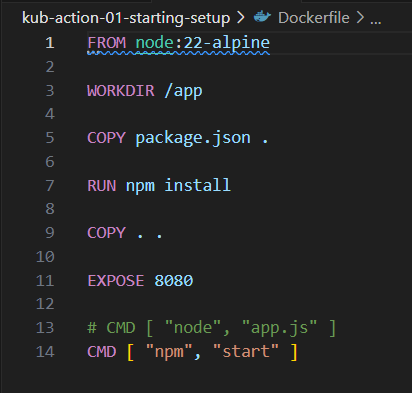 kub-action-01-starting-setup > Dockerfile > ...
1 FROM node:22-alpine
2
3 WORKDIR /app
4
5 COPY package.json .
6
7 RUN npm install
8
9 COPY . .
10
11 EXPOSE 8080
12
13 # CMD [ "node", "app.js" ]
14 CMD [ "npm", "start" ]